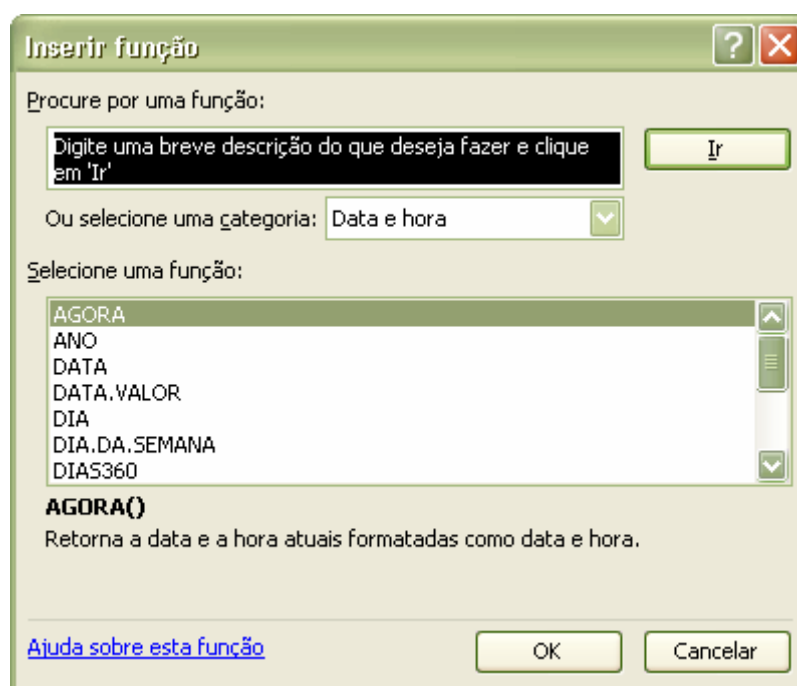 Inserir função
Procure por uma função:
Digite uma breve descrição do que deseja fazer e clique
em 'Ir'
Ir
Ou selecione uma categoria: Data e hora
Selecione uma função:
AGORA
ANO
DATA
DATA.VALOR
DIA
DIA.DA.SEMANA
DIAS360
AGORA()
Retorna a data e a hora atuais formatadas como data e hora.
Ajuda sobre esta função
OK
Cancelar